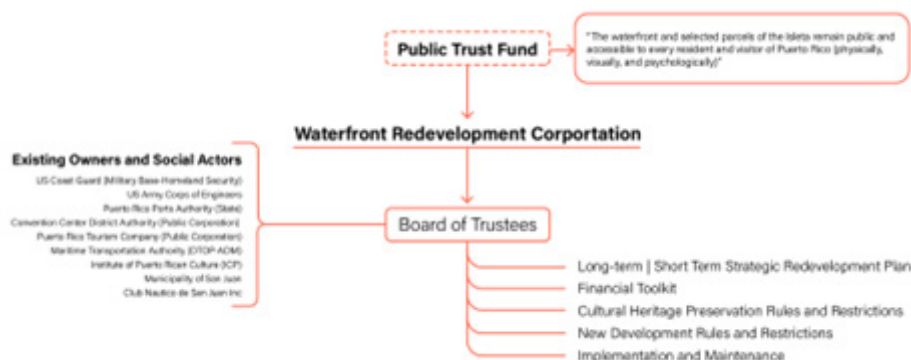 Public Trust Fund
"The waterfront and selected parcels of the Isleta remain public and
accessible to every resident and visitor of Puerto Rico (physically,
visually, and psychologically)"
Waterfront Redevelopment Corportation
Existing Owners and Social Actors
US Coast Guard (Military Base-Homeland Security)
US Army Corps of Engineers
Puerto Rico Ports Authority (State)
Convention Center District Authority (Public Corporation)
Puerto Rico Tourism Company (Public Corporation)
Maritime Transportation Authority (DTOP-ADM)
Institute of Puerto Rican Culture (ICP)
Municipality of San Juan
Club Nautico de San Juan Inc
Board of Trustees
Long-term | Short Term Strategic Redevelopment Plan
Financial Toolkit
Cultural Heritage Preservation Rules and Restrictions
New Development Rules and Restrictions
Implementation and Maintenance